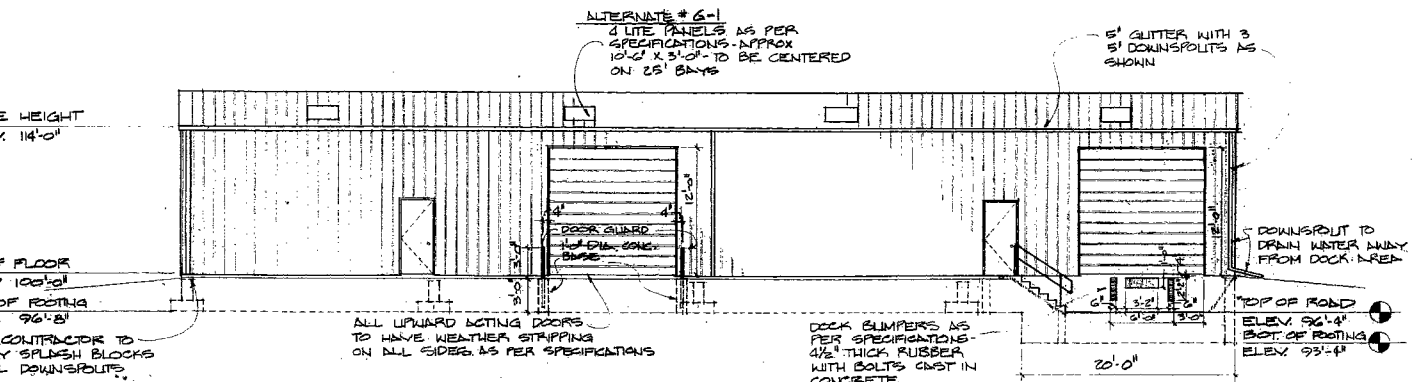 ALTERNATE # G-1
4 LITE PANELS AS PER
SPECIFICATIONS-APPROX
10'-6" X 3'-0"- TO BE CENTERED
ON 25' BAYS
5" GUTTER WITH 3
5" DOWNSPOUTS AS
SHOWN
E HEIGHT
114'-0"
12'-0"
4"
4"
DOOR GUARD
1'-0" DIA. CONC.
BASE
3'-0"
3'-0"
12'-0"
DOWNSPOUT TO
DRAIN WATER AWAY
FROM DOCK AREA
F FLOOR
100'-0"
OF FOOTING
96'-8"
CONTRACTOR TO
Y SPLASH BLOCKS
L DOWNSPOUTS
ALL UPWARD ACTING DOORS
TO HAVE WEATHER STRIPPING
ON ALL SIDES AS PER SPECIFICATIONS
DOCK BUMPERS AS
PER SPECIFICATIONS-
4½" THICK RUBBER
WITH BOLTS CAST IN
CONCRETE
6"
3'-2"
6"
6'-0"
3'-0"
20'-0"
TOP OF ROAD
ELEV. 96'-4"
BOT. OF FOOTING
ELEV. 93'-4"